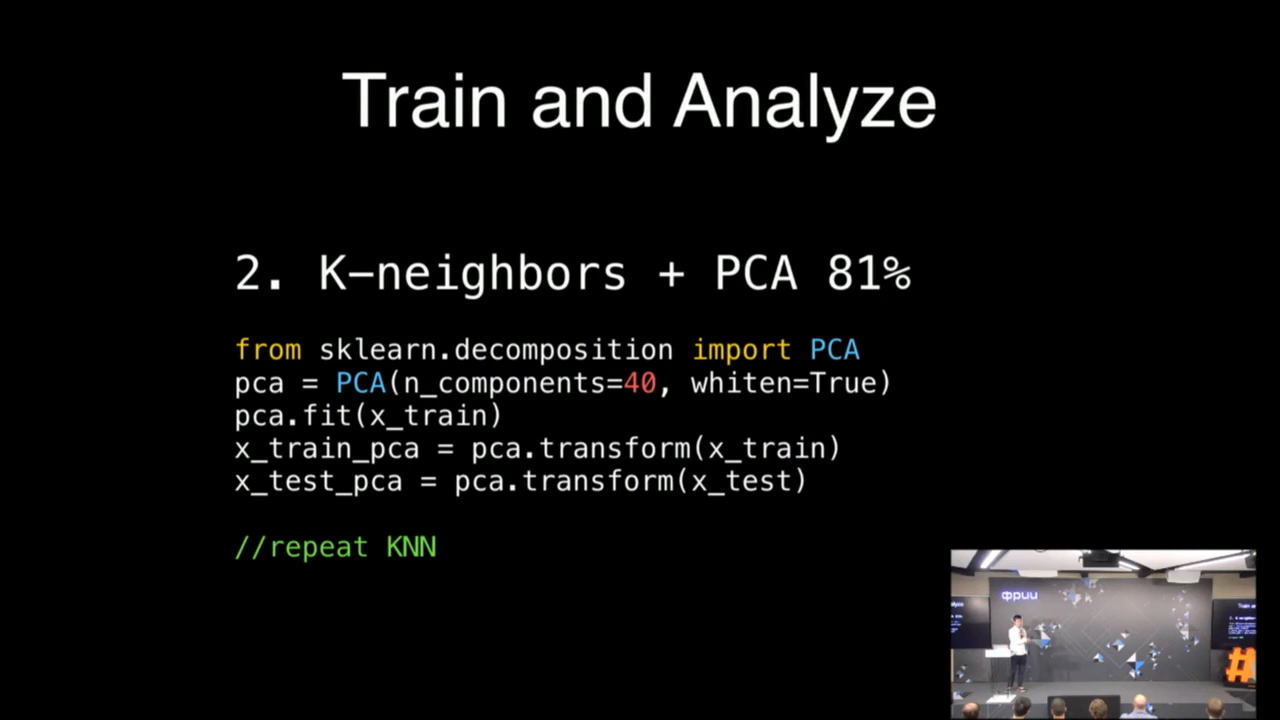 Train and Analyze
2. K-neighbors + PCA 81%
from sklearn.decomposition import PCA
pca = PCA(n_components=40, whiten=True)
pca.fit(x_train)
x_train_pca = pca.transform(x_train)
x_test_pca = pca.transform(x_test)
//repeat KNN
фрии
#